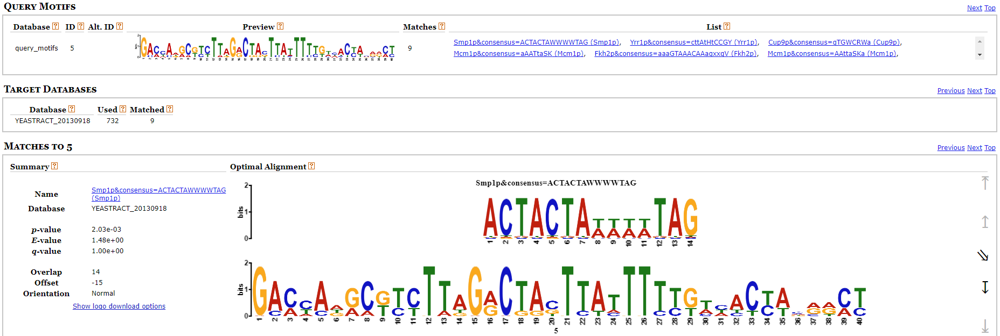 QUERY MOTIFS
Next Top
Database ? ID ? Alt. ID ? Preview ? Matches ? List ?
query_motifs 5 9 Smp1p&consensus=ACTACTAWWWWTAG (Smp1p), Yrr1p&consensus=cttAtHtCCGY (Yrr1p), Cup9p&consensus=qTGWCRWa (Cup9p),
Mcm1p&consensus=aAATtaSK (Mcm1p), Fkh2p&consensus=aaaGTAAACAAaqxxqV (Fkh2p), Mcm1p&consensus=AAttaSKa (Mcm1p),
TARGET DATABASES
Previous Next Top
Database ? Used ? Matched ?
YEASTRACT_20130918 732 9
MATCHES TO 5
Previous Next Top
Summary ? Optimal Alignment ?
Name Smp1p&consensus=ACTACTAWWWWTAG
(Smp1p)
Database YEASTRACT_20130918
p-value 2.03e-03
E-value 1.48e+00
q-value 1.00e+00
Overlap 14
Offset -15
Orientation Normal
Show logo download options
Smp1p&consensus=ACTACTAWWWWTAG
2
bits
1
0
ACTACTATTTTTAG
AAAA
1 2 3 4 5 6 7 8 9 10 11 12 13 14
2
bits
1
0
1 2 3 4 5 6 7 8 9 10 11 12 13 14 15 16 17 18 19 20 21 22 23 24 25 26 27 28 29 30 31 32 33 34 35 36 37 38 39 40
5